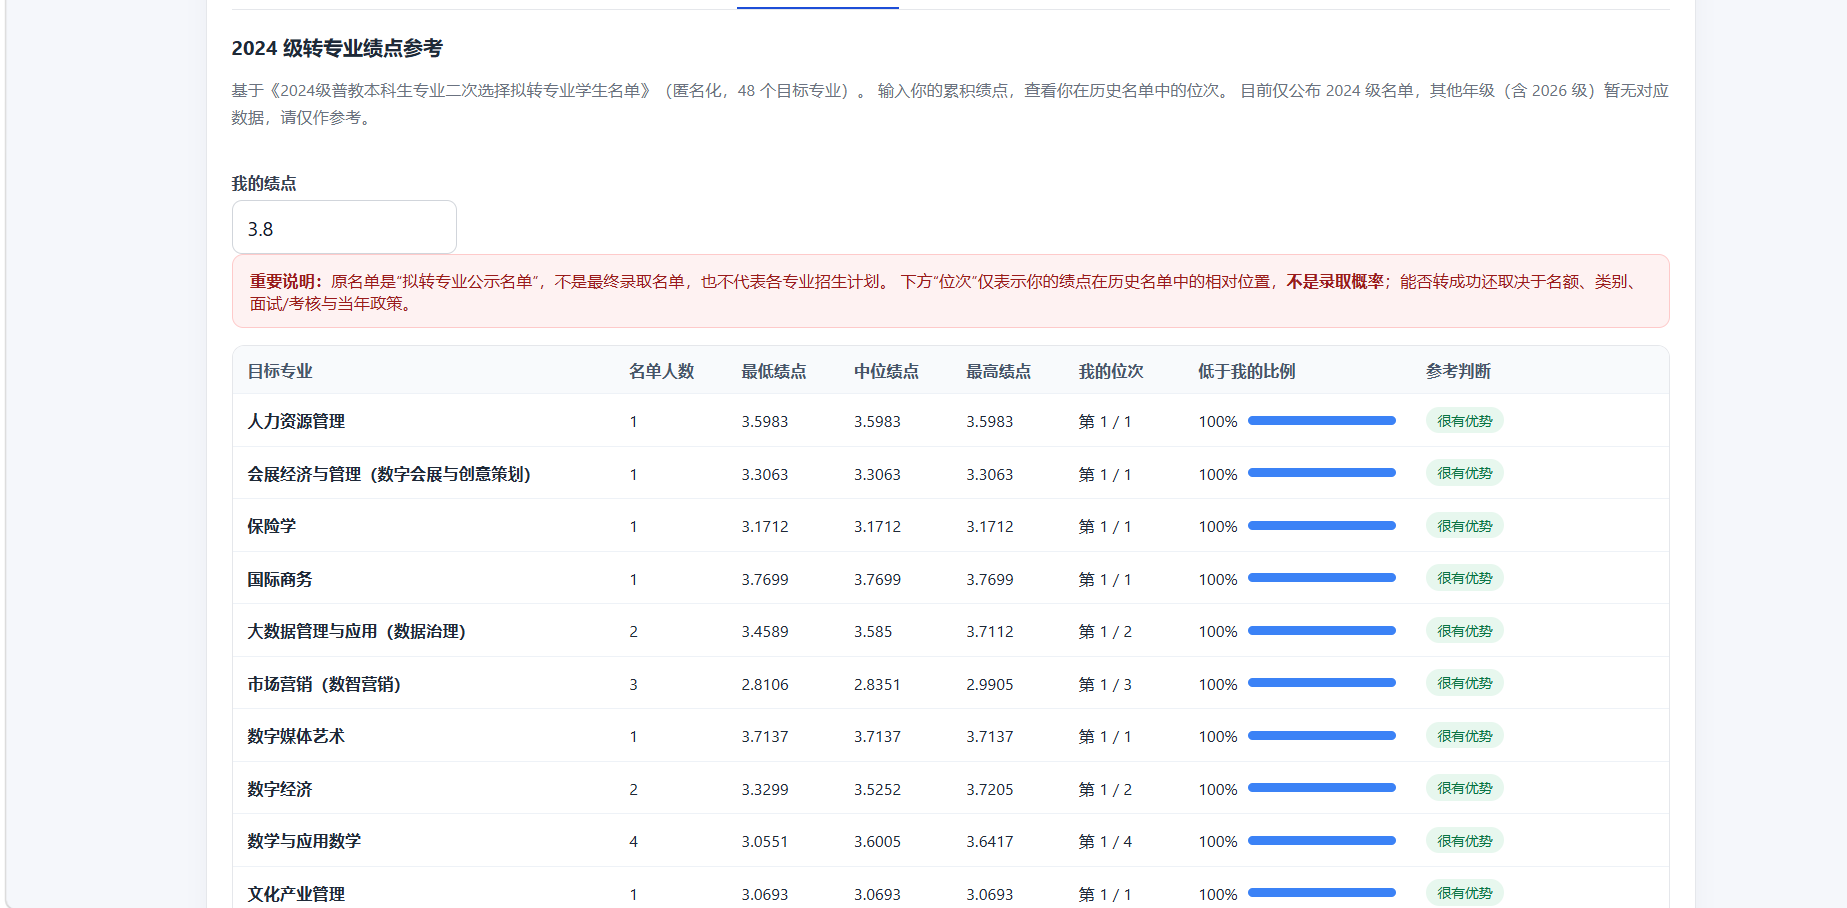 2024 级转专业绩点参考
基于《2024级普教本科生专业二次选择拟转专业学生名单》（匿名化，48 个目标专业）。 输入你的累积绩点，查看你在历史名单中的位次。 目前仅公布 2024 级名单，其他年级（含 2026 级）暂无对应
数据，请仅作参考。
我的绩点
3.8
重要说明：原名单是“拟转专业公示名单”，不是最终录取名单，也不代表各专业招生计划。 下方“位次”仅表示你的绩点在历史名单中的相对位置，不是录取概率；能否转成功还取决于名额、类别、
面试/考核与当年政策。
目标专业 名单人数 最低绩点 中位绩点 最高绩点 我的位次 低于我的比例 参考判断
人力资源管理 1 3.5983 3.5983 3.5983 第 1 / 1 100% 很有优势
会展经济与管理（数字会展与创意策划） 1 3.3063 3.3063 3.3063 第 1 / 1 100% 很有优势
保险学 1 3.1712 3.1712 3.1712 第 1 / 1 100% 很有优势
国际商务 1 3.7699 3.7699 3.7699 第 1 / 1 100% 很有优势
大数据管理与应用（数据治理） 2 3.4589 3.585 3.7112 第 1 / 2 100% 很有优势
市场营销（数智营销） 3 2.8106 2.8351 2.9905 第 1 / 3 100% 很有优势
数字媒体艺术 1 3.7137 3.7137 3.7137 第 1 / 1 100% 很有优势
数字经济 2 3.3299 3.5252 3.7205 第 1 / 2 100% 很有优势
数学与应用数学 4 3.0551 3.6005 3.6417 第 1 / 4 100% 很有优势
文化产业管理 1 3.0693 3.0693 3.0693 第 1 / 1 100% 很有优势